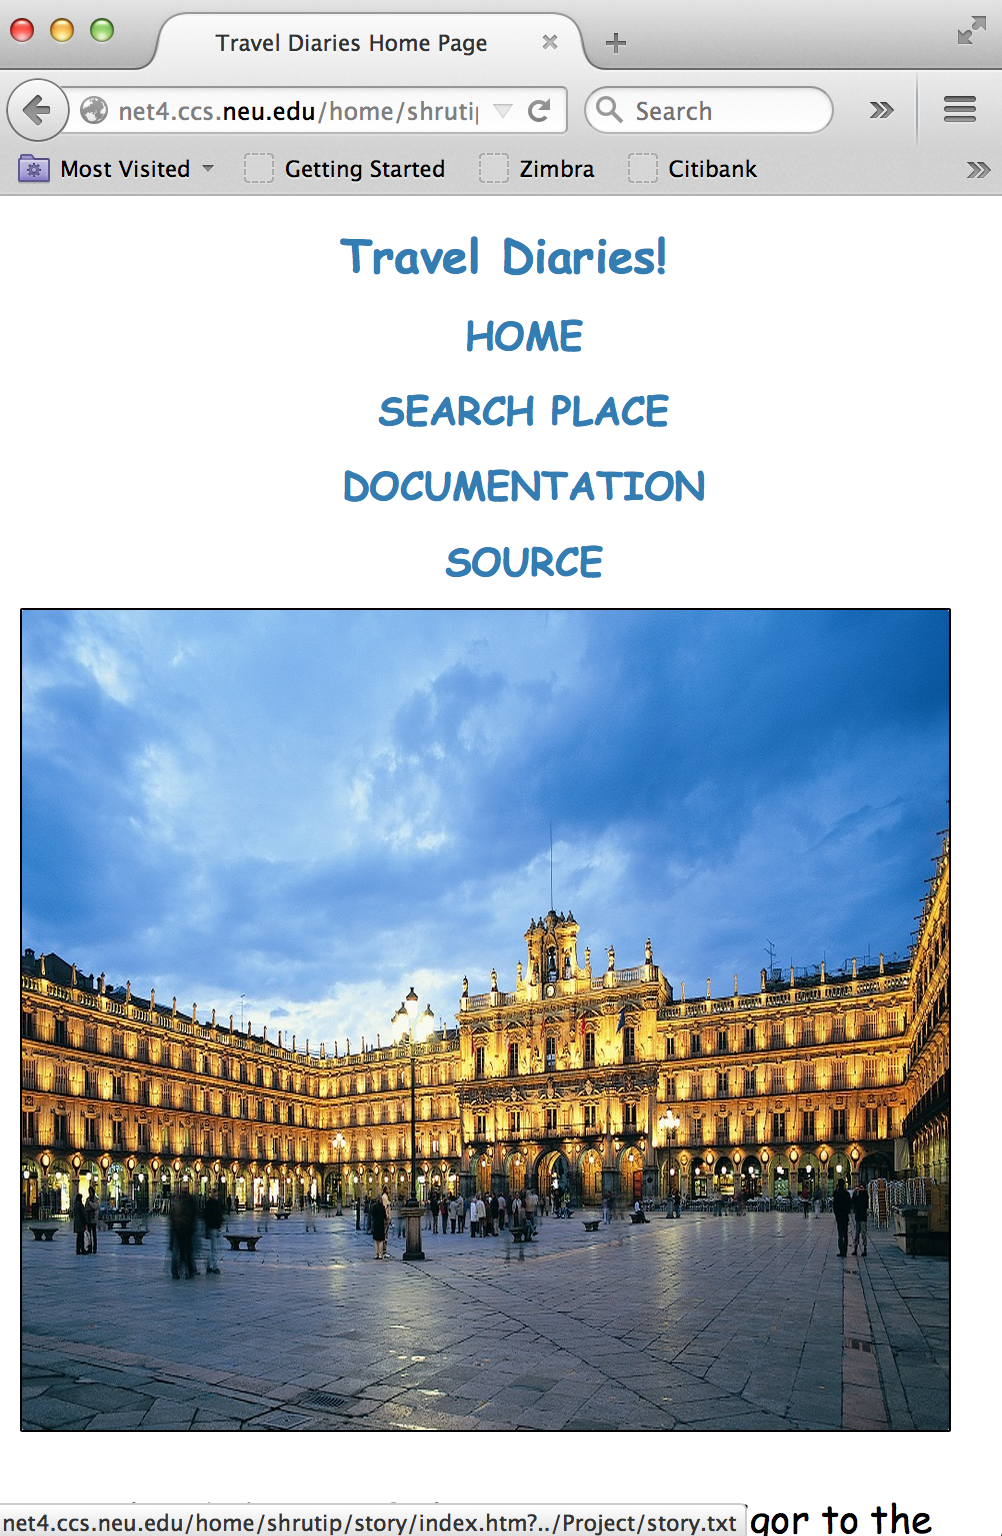 Travel Diaries Home Page
net4.ccs.neu.edu/home/shrutip
Search
Most Visited
Getting Started
Zimbra
Citibank
Travel Diaries!
HOME
SEARCH PLACE
DOCUMENTATION
SOURCE
gor to the
net4.ccs.neu.edu/home/shrutip/story/index.htm?../Project/story.txt